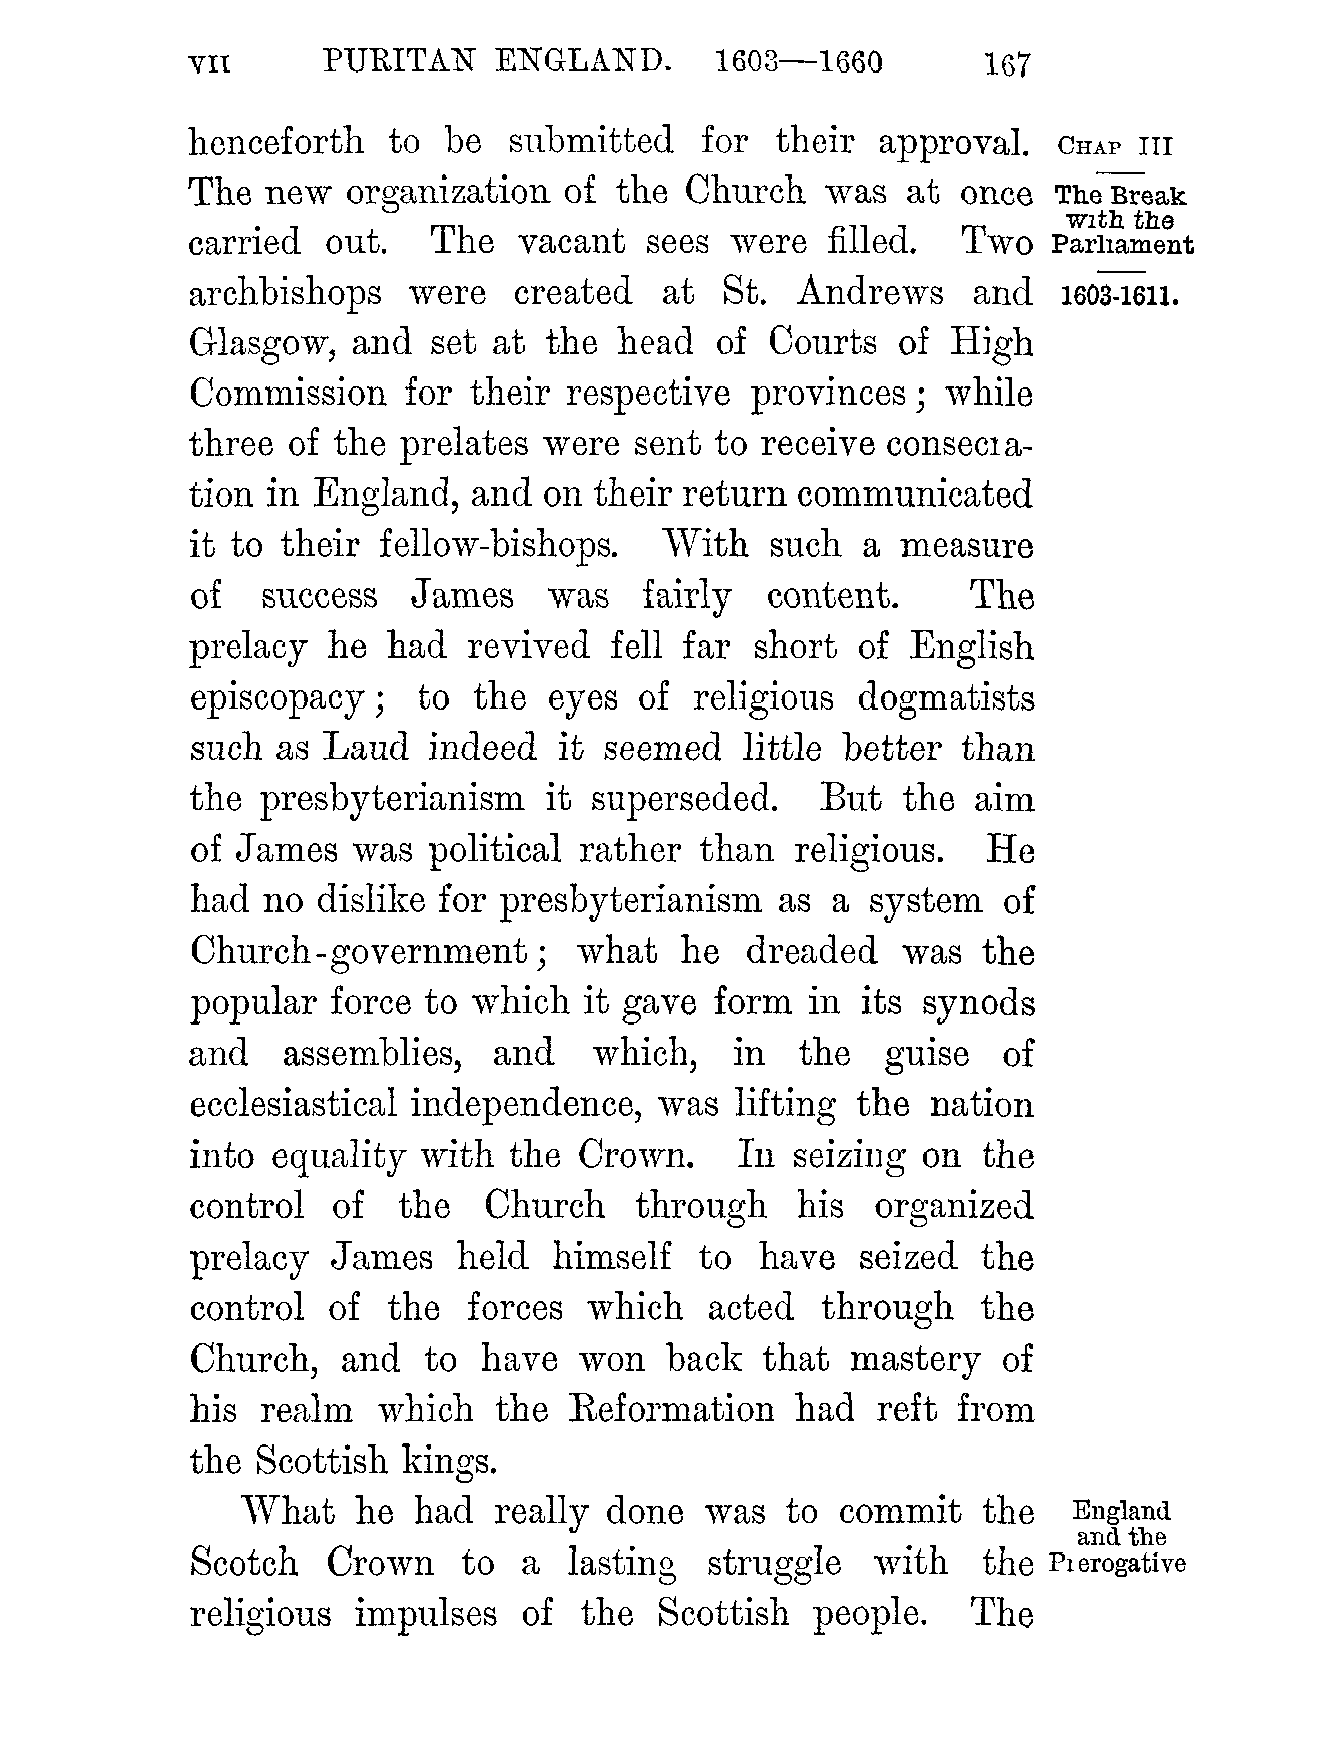 VII PURITAN ENGLAND. 1603—1660 167
henceforth to be submitted for their approval.
The new organization of the Church was at once
carried out. The vacant sees were filled. Two
archbishops were created at St. Andrews and
Glasgow, and set at the head of Courts of High
Commission for their respective provinces; while
three of the prelates were sent to receive consecra-
tion in England, and on their return communicated
it to their fellow-bishops. With such a measure
of success James was fairly content. The
prelacy he had revived fell far short of English
episcopacy; to the eyes of religious dogmatists
such as Laud indeed it seemed little better than
the presbyterianism it superseded. But the aim
of James was political rather than religious. He
had no dislike for presbyterianism as a system of
Church-government; what he dreaded was the
popular force to which it gave form in its synods
and assemblies, and which, in the guise of
ecclesiastical independence, was lifting the nation
into equality with the Crown. In seizing on the
control of the Church through his organized
prelacy James held himself to have seized the
control of the forces which acted through the
Church, and to have won back that mastery of
his realm which the Reformation had reft from
the Scottish kings.
What he had really done was to commit the
Scotch Crown to a lasting struggle with the
religious impulses of the Scottish people. The
CHAP III
The Break
with the
Parliament
1603-1611.
England
and the
Prerogative